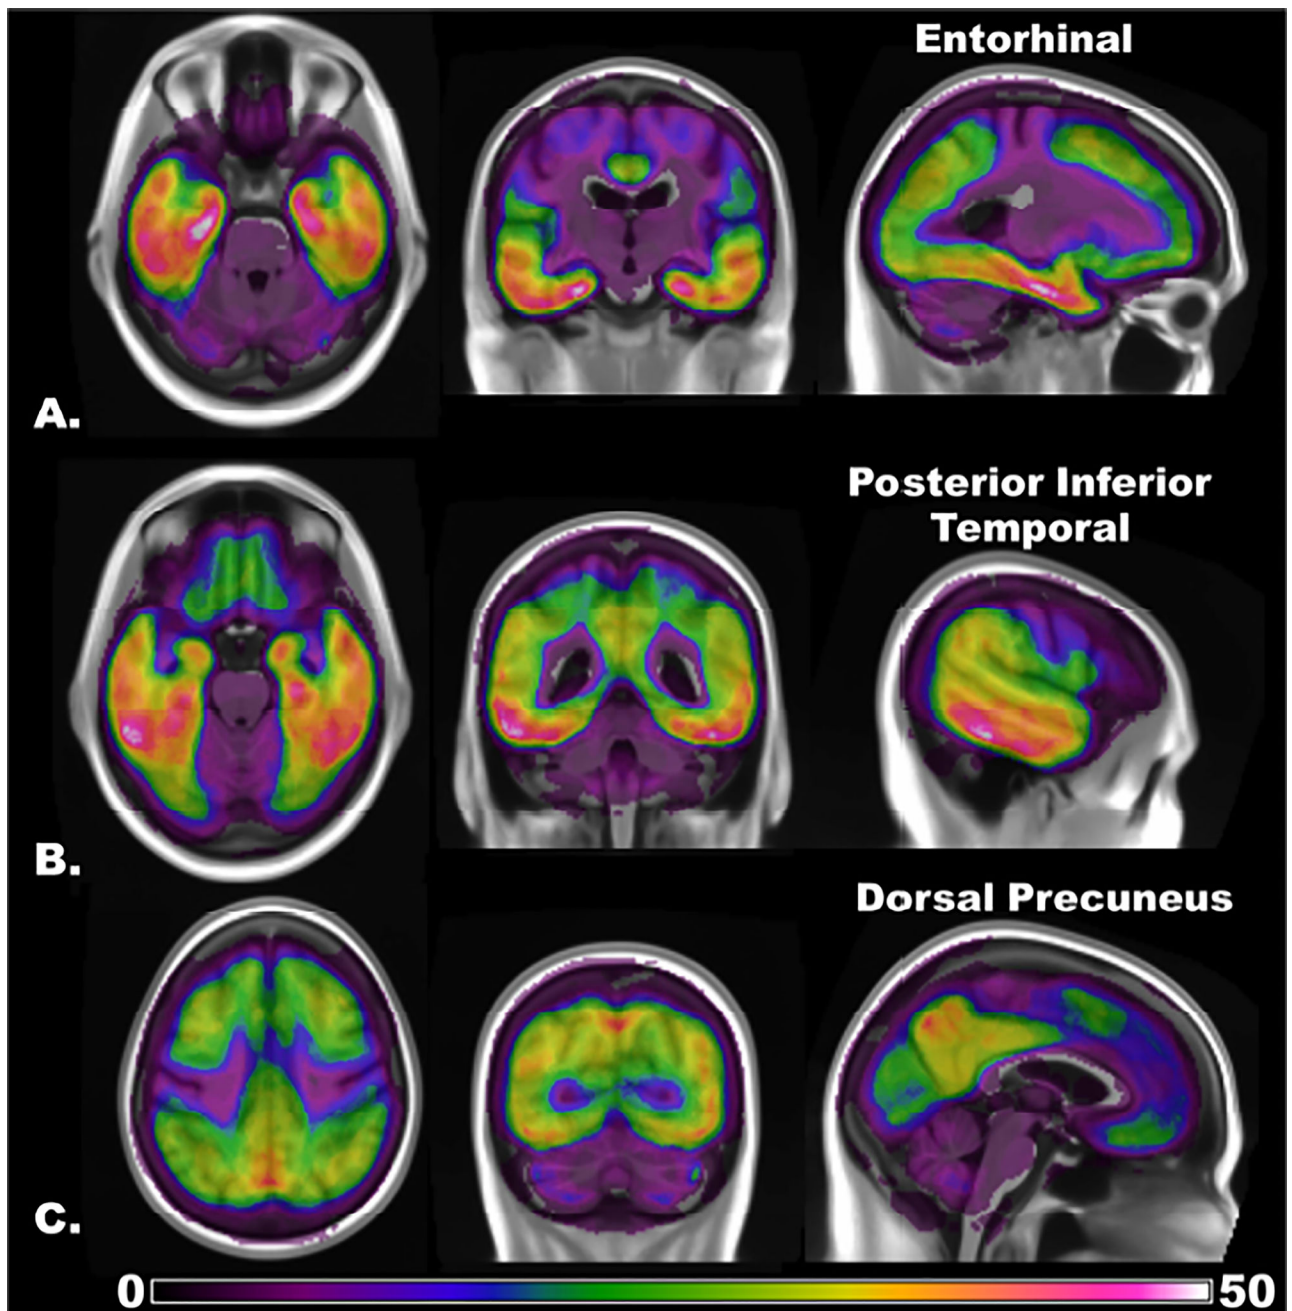 Entorhinal
A.
Posterior Inferior
Temporal
B.
Dorsal Precuneus
C.
0 50